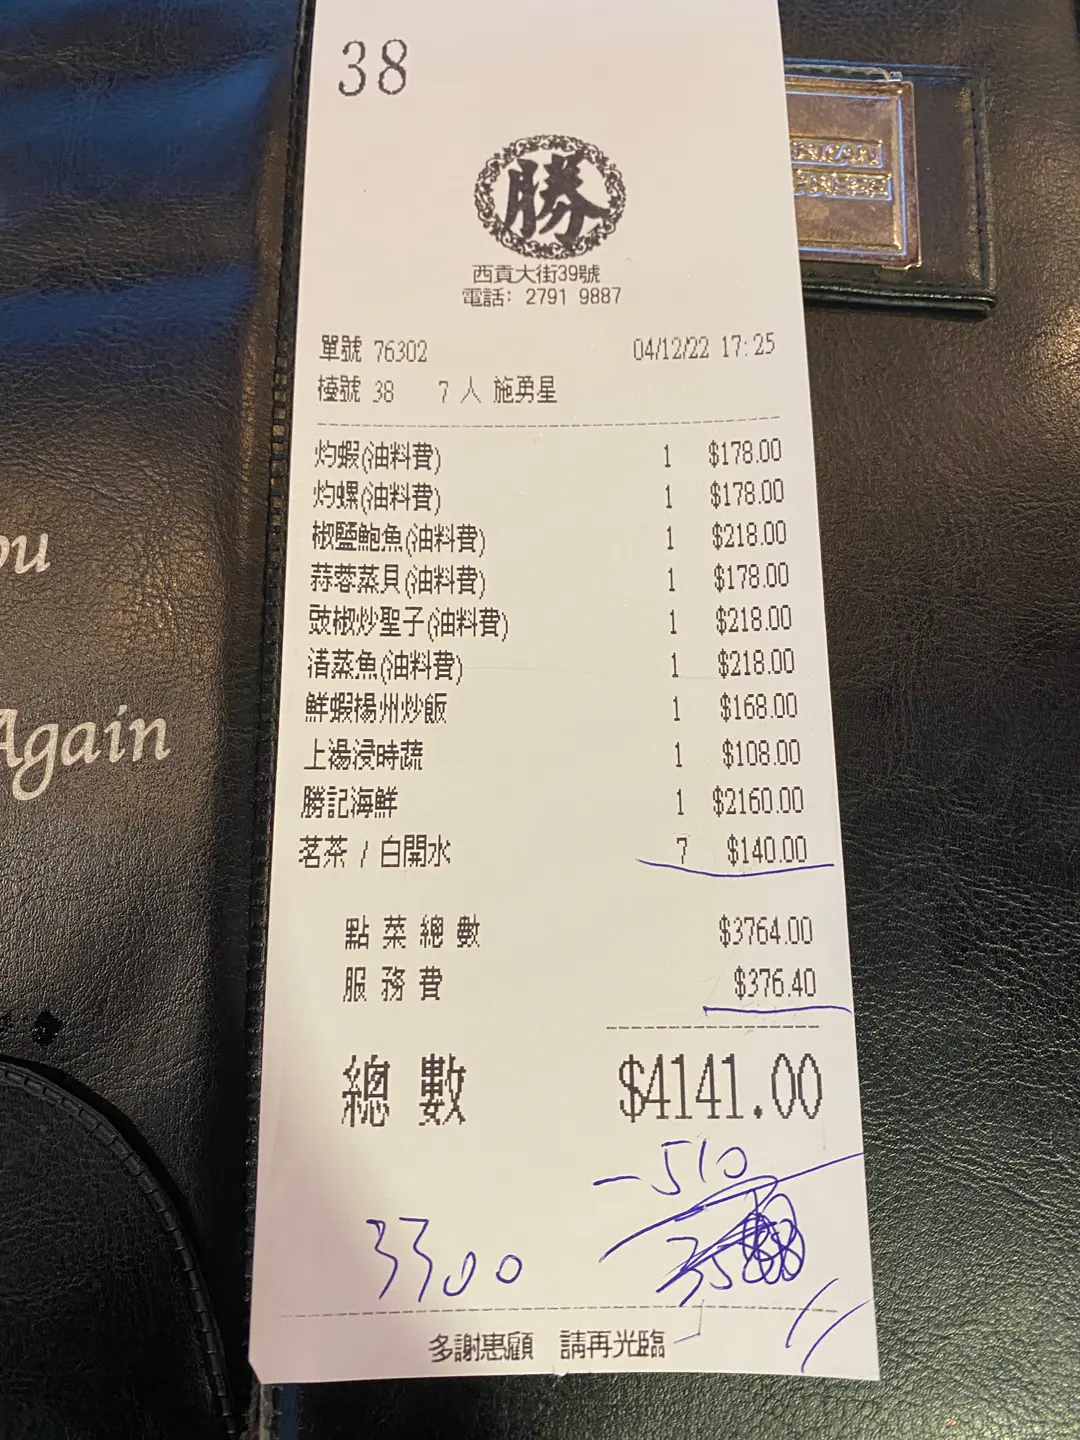 38
勝
西貢大街39號
電話: 2791 9887
單號 76302 04/12/22 17:25
檯號 38 7 人 施勇星
灼蝦(油料費) 1 $178.00
灼螺(油料費) 1 $178.00
椒鹽鮑魚(油料費) 1 $218.00
蒜蓉蒸貝(油料費) 1 $178.00
豉椒炒聖子(油料費) 1 $218.00
清蒸魚(油料費) 1 $218.00
鮮蝦楊州炒飯 1 $168.00
上湯浸時蔬 1 $108.00
勝記海鮮 1 $2160.00
茗茶 / 白開水 7 $140.00
點菜總數 $3764.00
服務費 $376.40
總數 $4141.00
-510
3300
多謝惠顧 請再光臨
ou
Again